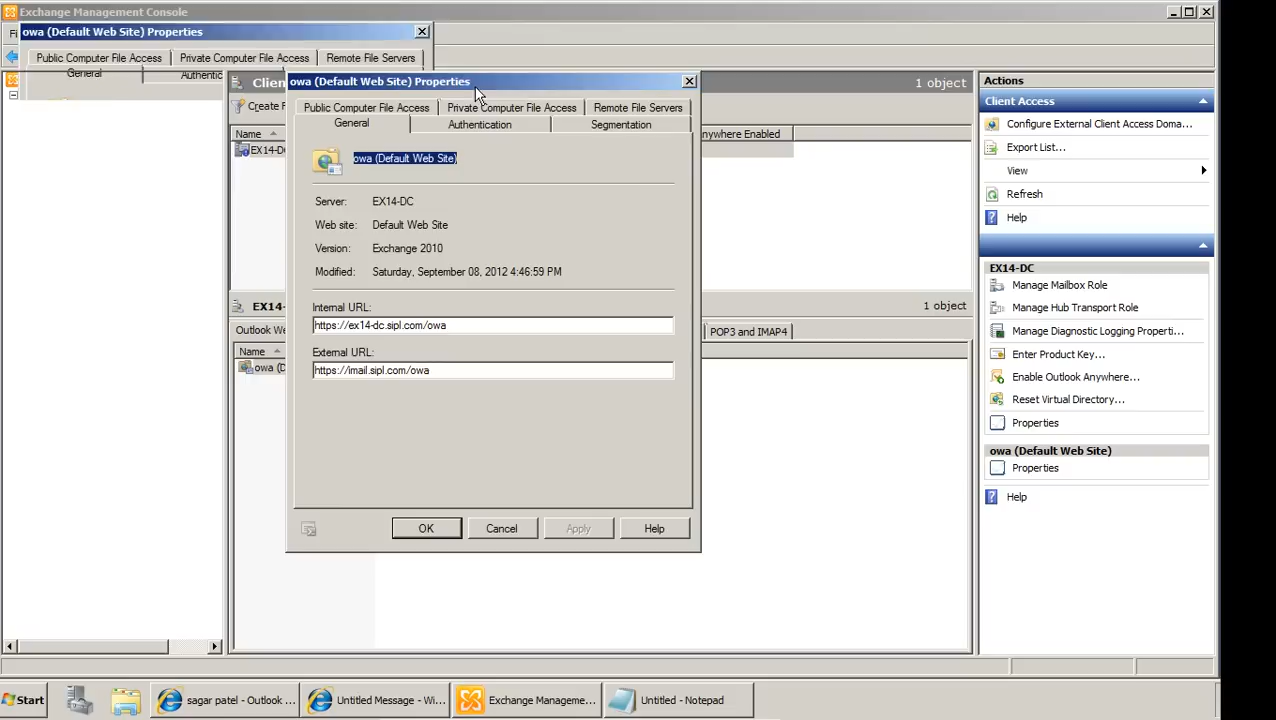 Exchange Management Console
Fi
owa (Default Web Site) Properties
Public Computer File Access
Private Computer File Access
Remote File Servers
General
Authentic
Clien
1 object
Create F
Name
nywhere Enabled
EX14-D
owa (Default Web Site) Properties
Public Computer File Access
Private Computer File Access
Remote File Servers
General
Authentication
Segmentation
owa (Default Web Site)
Server:
EX14-DC
Web site:
Default Web Site
Version:
Exchange 2010
Modified:
Saturday, September 08, 2012 4:46:59 PM
Internal URL:
https://ex14-dc.sipl.com/owa
External URL:
https://imail.sipl.com/owa
OK
Cancel
Apply
Help
EX14-
1 object
Outlook We
POP3 and IMAP4
Name
owa (D
Actions
Client Access
Configure External Client Access Doma...
Export List...
View
Refresh
Help
EX14-DC
Manage Mailbox Role
Manage Hub Transport Role
Manage Diagnostic Logging Properti...
Enter Product Key...
Enable Outlook Anywhere...
Reset Virtual Directory...
Properties
owa (Default Web Site)
Properties
Help
Start
sagar patel - Outlook ...
Untitled Message - Wi...
Exchange Manageme...
Untitled - Notepad